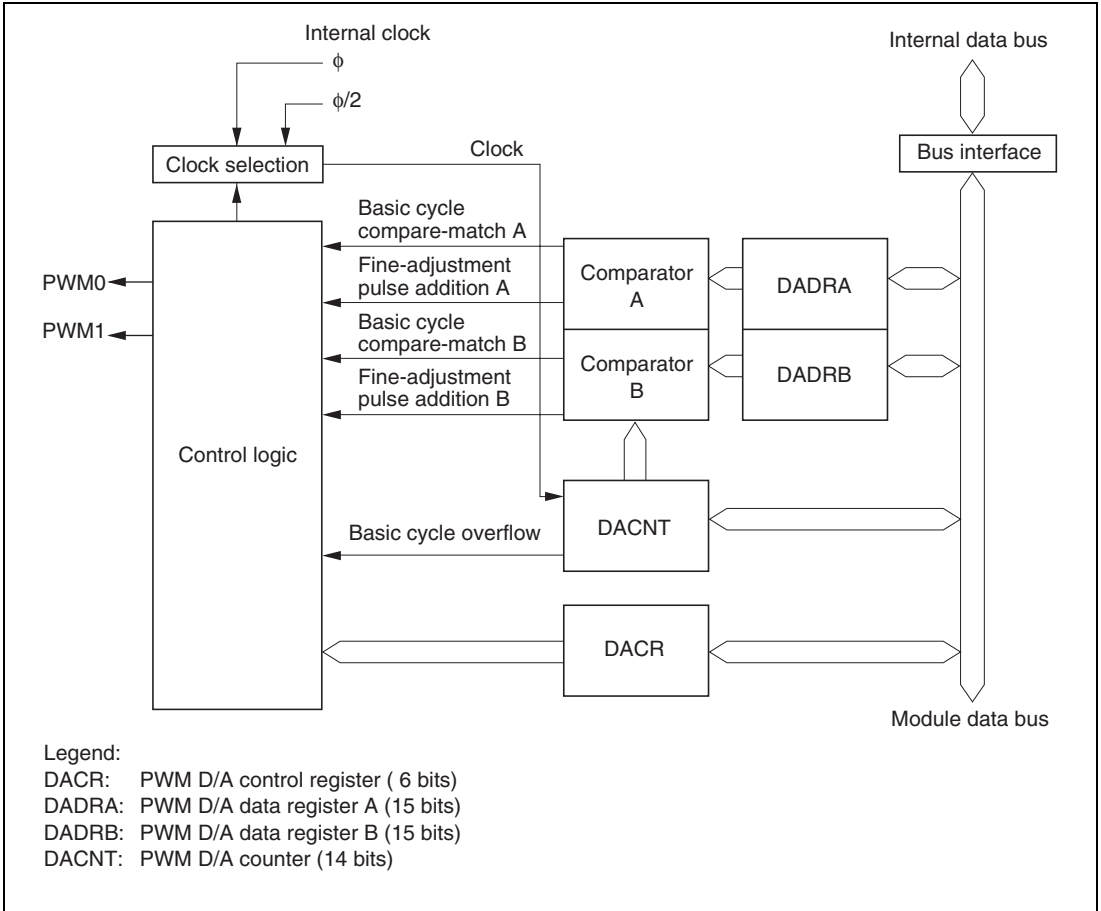 Internal clock
ϕ
ϕ/2
Internal data bus
Clock selection
Clock
Bus interface
Basic cycle
compare-match A
Fine-adjustment
pulse addition A
Basic cycle
compare-match B
Fine-adjustment
pulse addition B
PWM0
PWM1
Comparator
A
DADRA
Comparator
B
DADRB
Control logic
Basic cycle overflow
DACNT
DACR
Module data bus
Legend:
DACR: PWM D/A control register ( 6 bits)
DADRA: PWM D/A data register A (15 bits)
DADRB: PWM D/A data register B (15 bits)
DACNT: PWM D/A counter (14 bits)